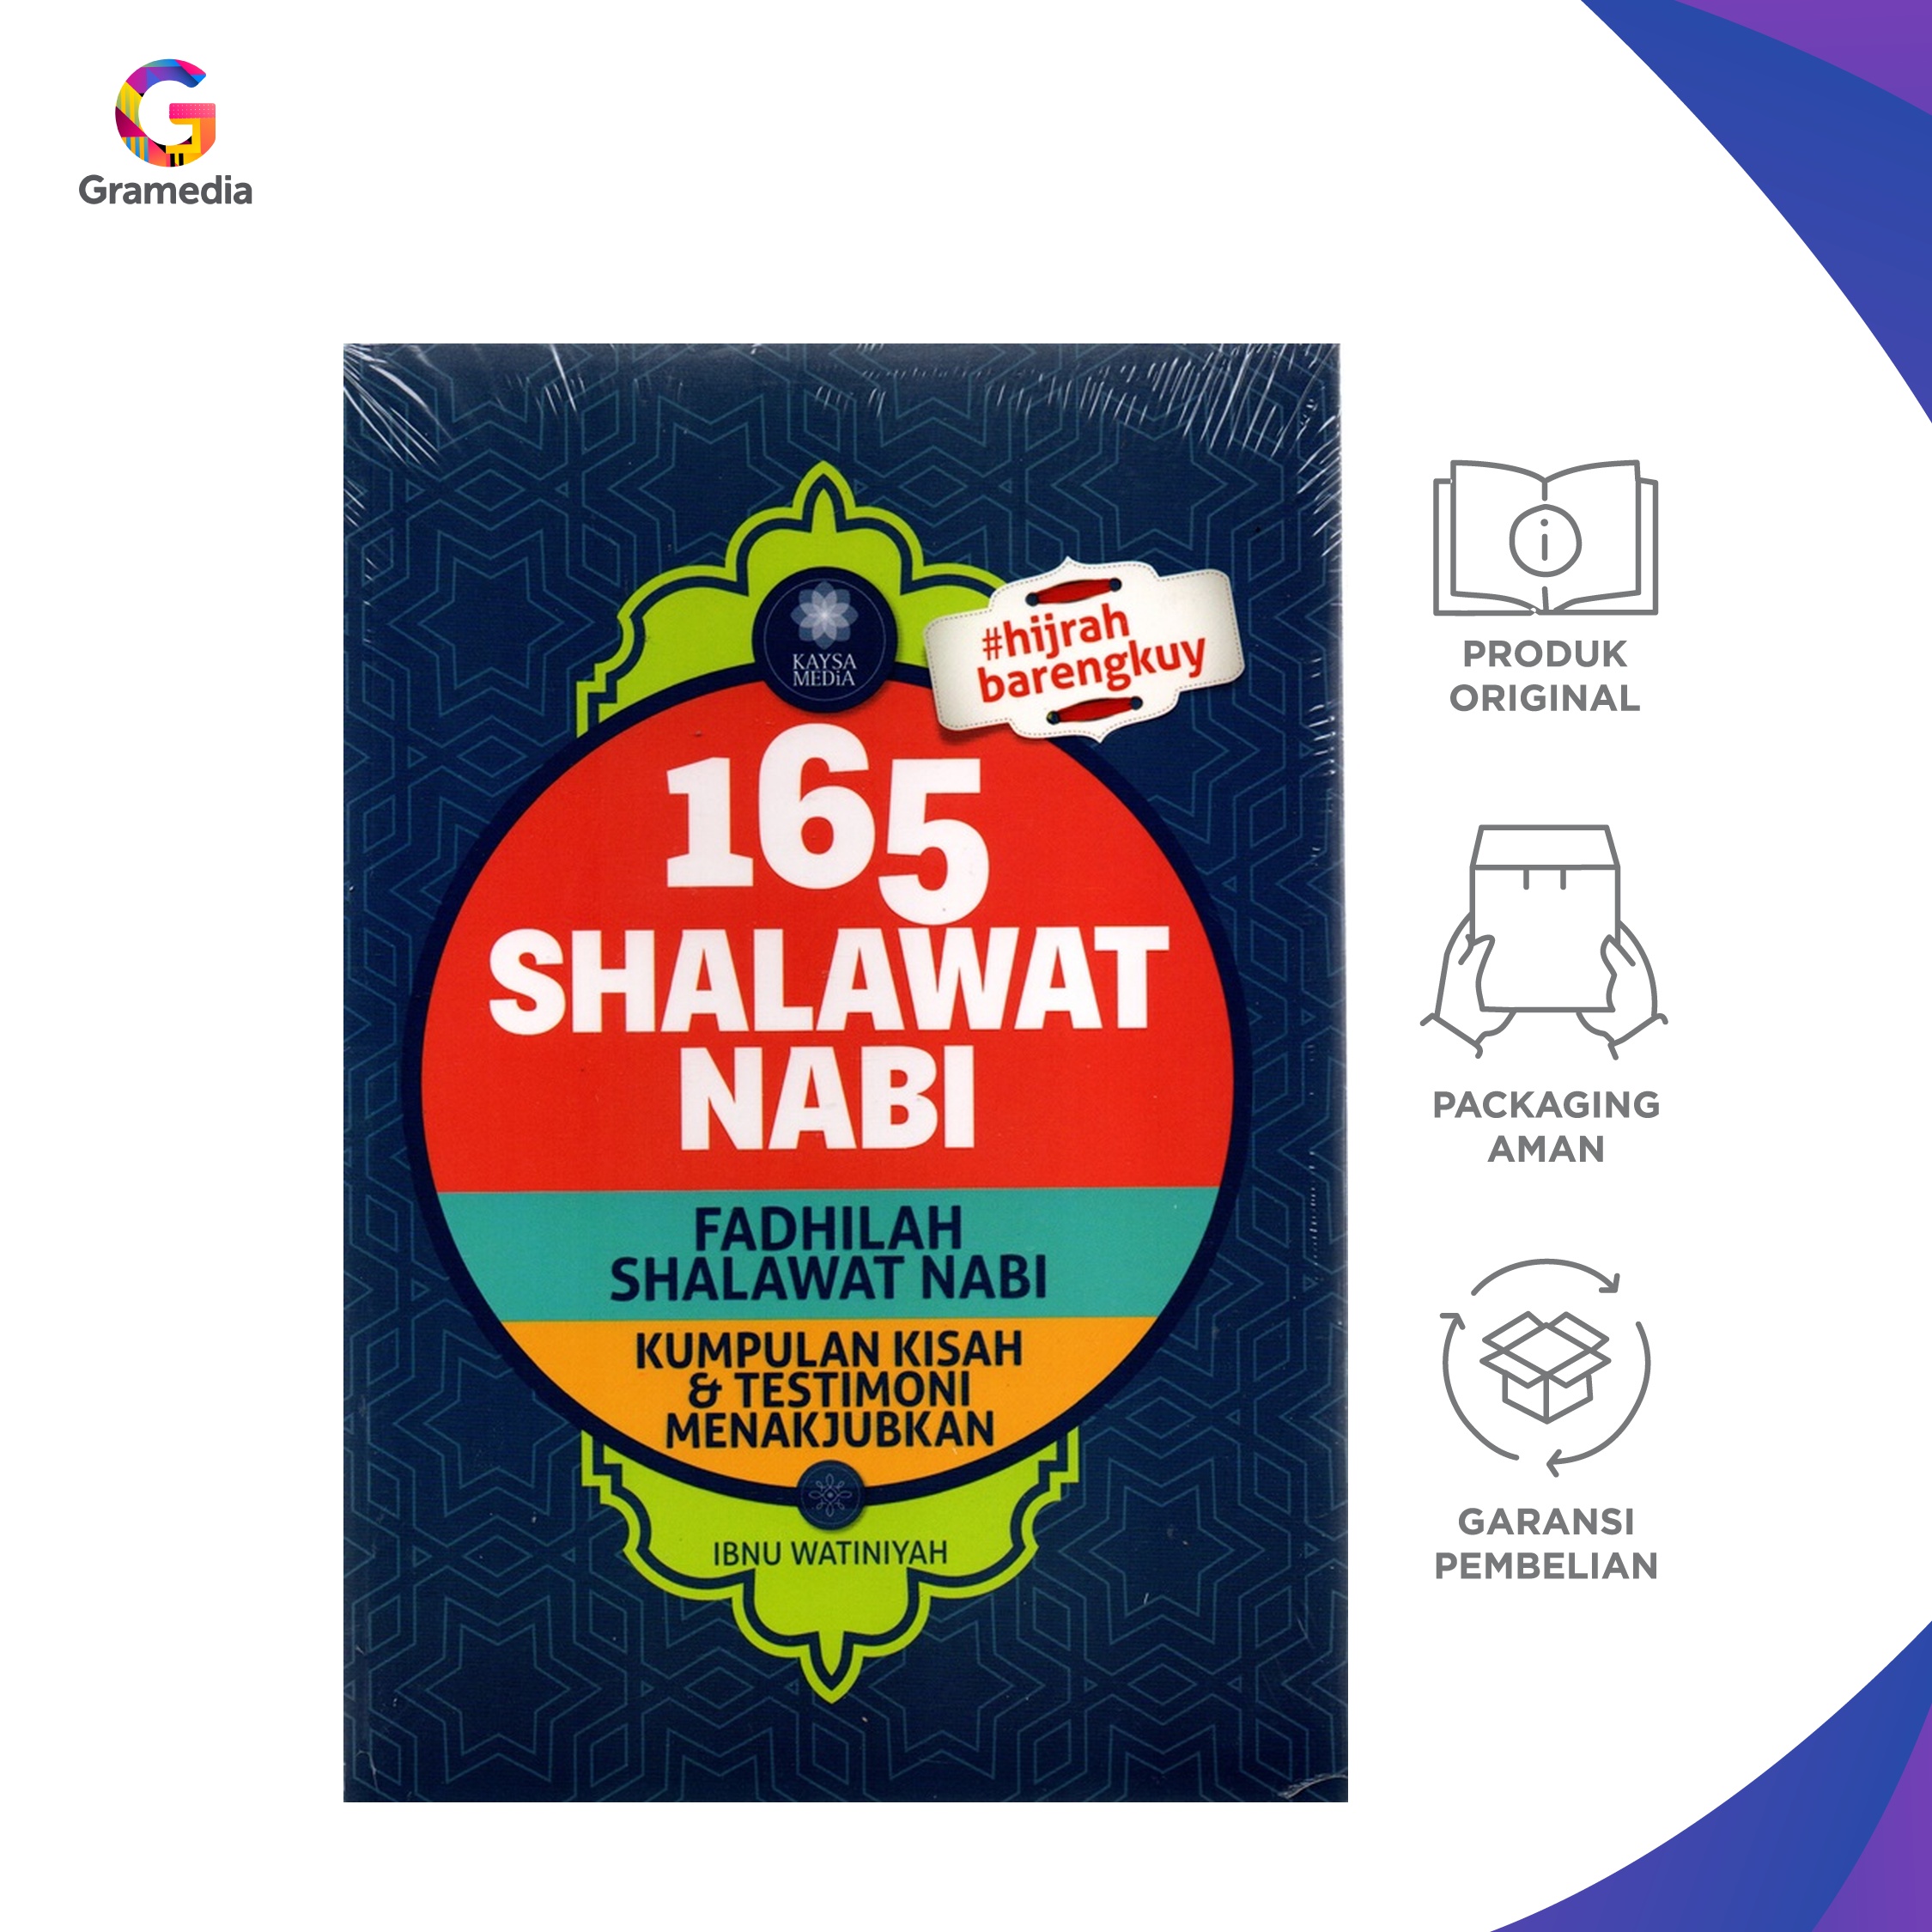 Gramedia
KAYSA
MEDiA
#hijrah
barengkuy
165
SHALAWAT
NABI
FADHILAH
SHALAWAT NABI
KUMPULAN KISAH
& TESTIMONI
MENAKJUBKAN
IBNU WATINIYAH
PRODUK
ORIGINAL
PACKAGING
AMAN
GARANSI
PEMBELIAN